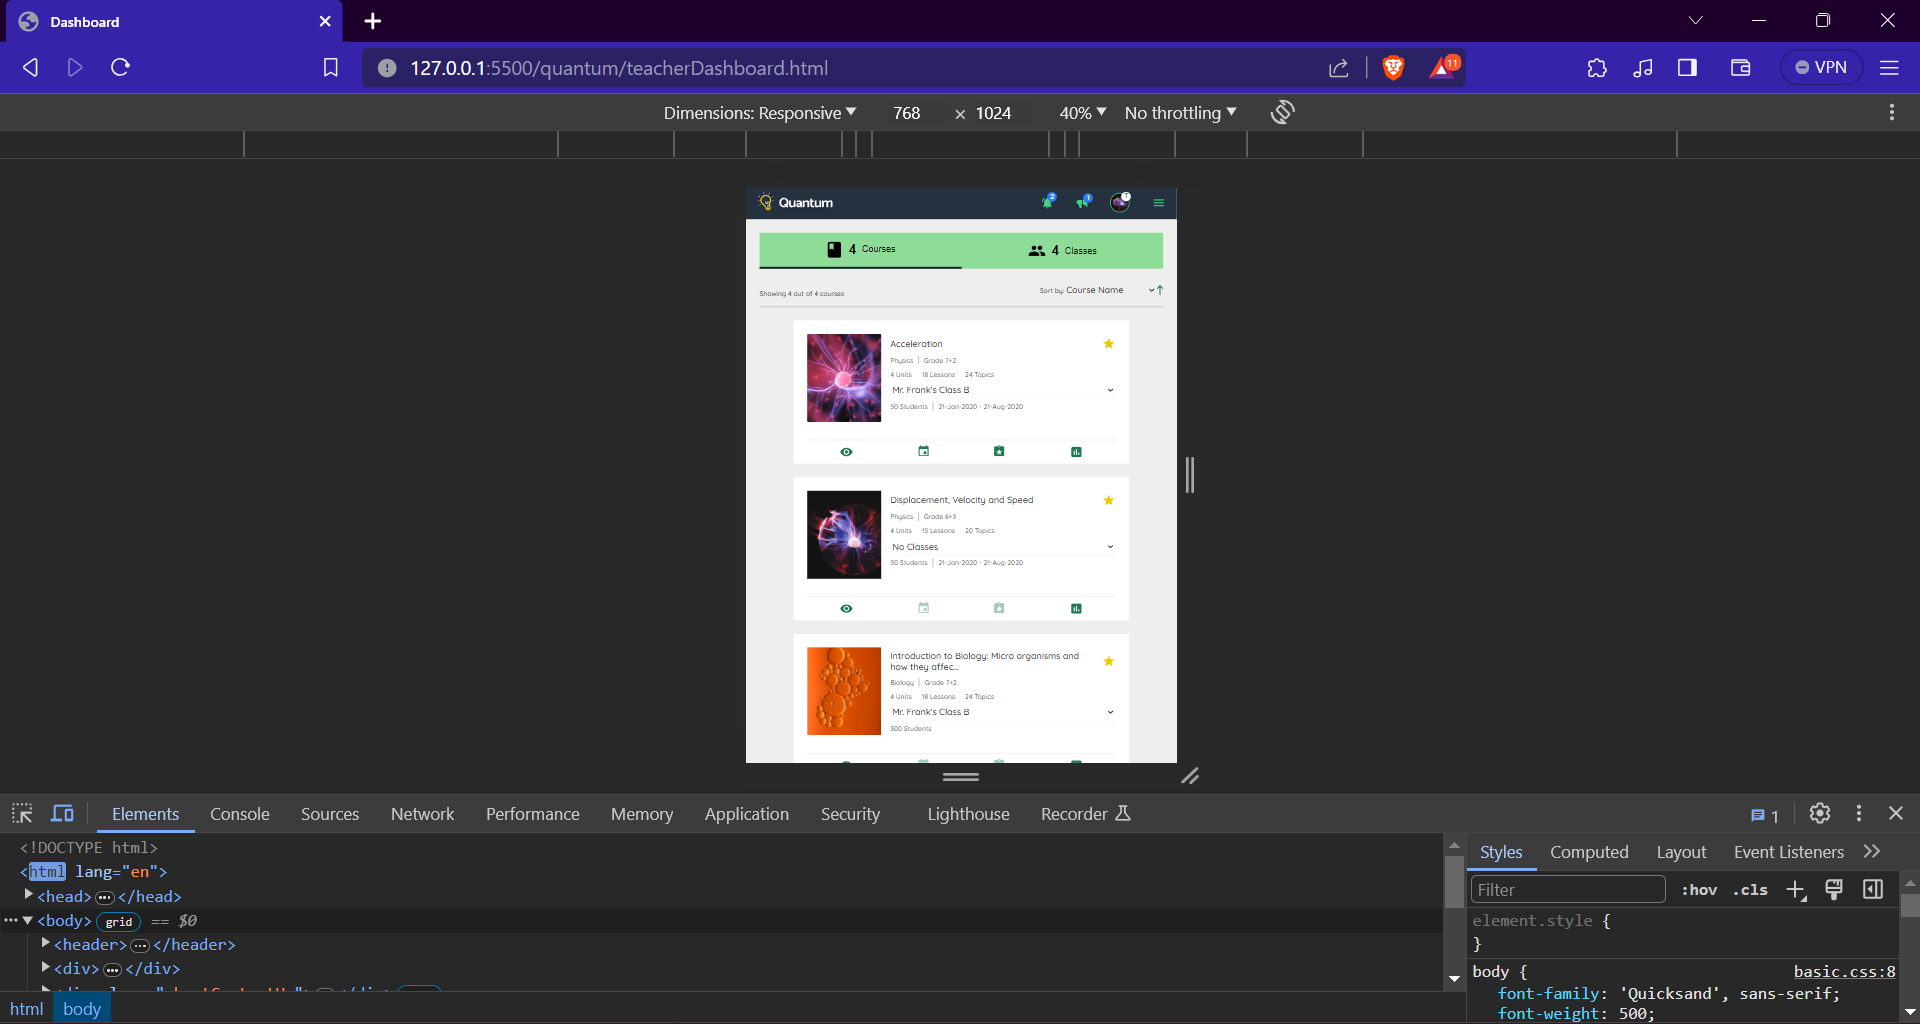 Dashboard
127.0.0.1:5500/quantum/teacherDashboard.html
11
VPN
Dimensions: Responsive 768 × 1024 40% No throttling
Quantum 2 1
4 Courses 4 Classes
Showing 4 out of 4 courses Sort by: Course Name
Acceleration
Physics | Grade 7+2
4 Units 18 Lessons 24 Topics
Mr. Frank's Class B
50 Students | 21-Jan-2020 - 21-Aug-2020
Displacement, Velocity and Speed
Physics | Grade 6+3
4 Units 15 Lessons 20 Topics
No Classes
50 Students | 21-Jan-2020 - 21-Aug-2020
Introduction to Biology: Micro organisms and
how they affec...
Biology | Grade 7+2
4 Units 18 Lessons 24 Topics
Mr. Frank's Class B
300 Students
Elements Console Sources Network Performance Memory Application Security Lighthouse Recorder 1
<!DOCTYPE html>
<html lang="en">
<head> … </head>
… <body> grid == $0
<header> … </header>
<div> … </div>
html body
Styles Computed Layout Event Listeners
Filter :hov .cls
element.style {
}
body { basic.css:8
font-family: 'Quicksand', sans-serif;
font-weight: 500;